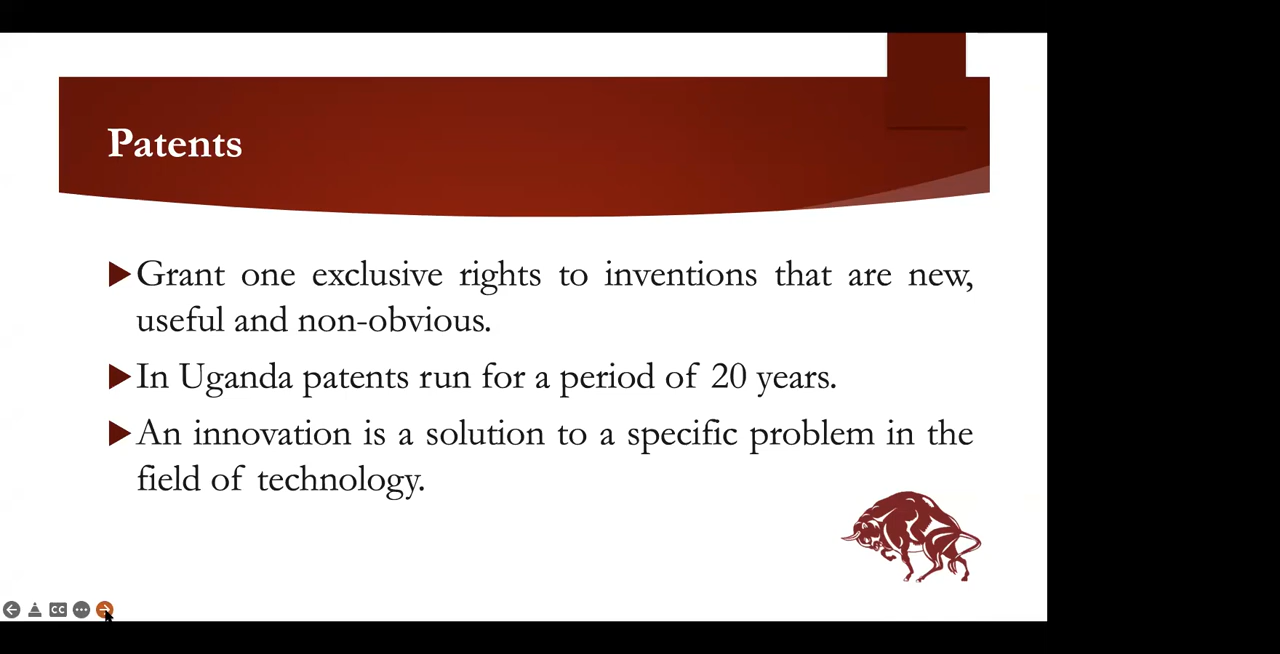 Patents
Grant one exclusive rights to inventions that are new,
useful and non-obvious.
In Uganda patents run for a period of 20 years.
An innovation is a solution to a specific problem in the
field of technology.
CC